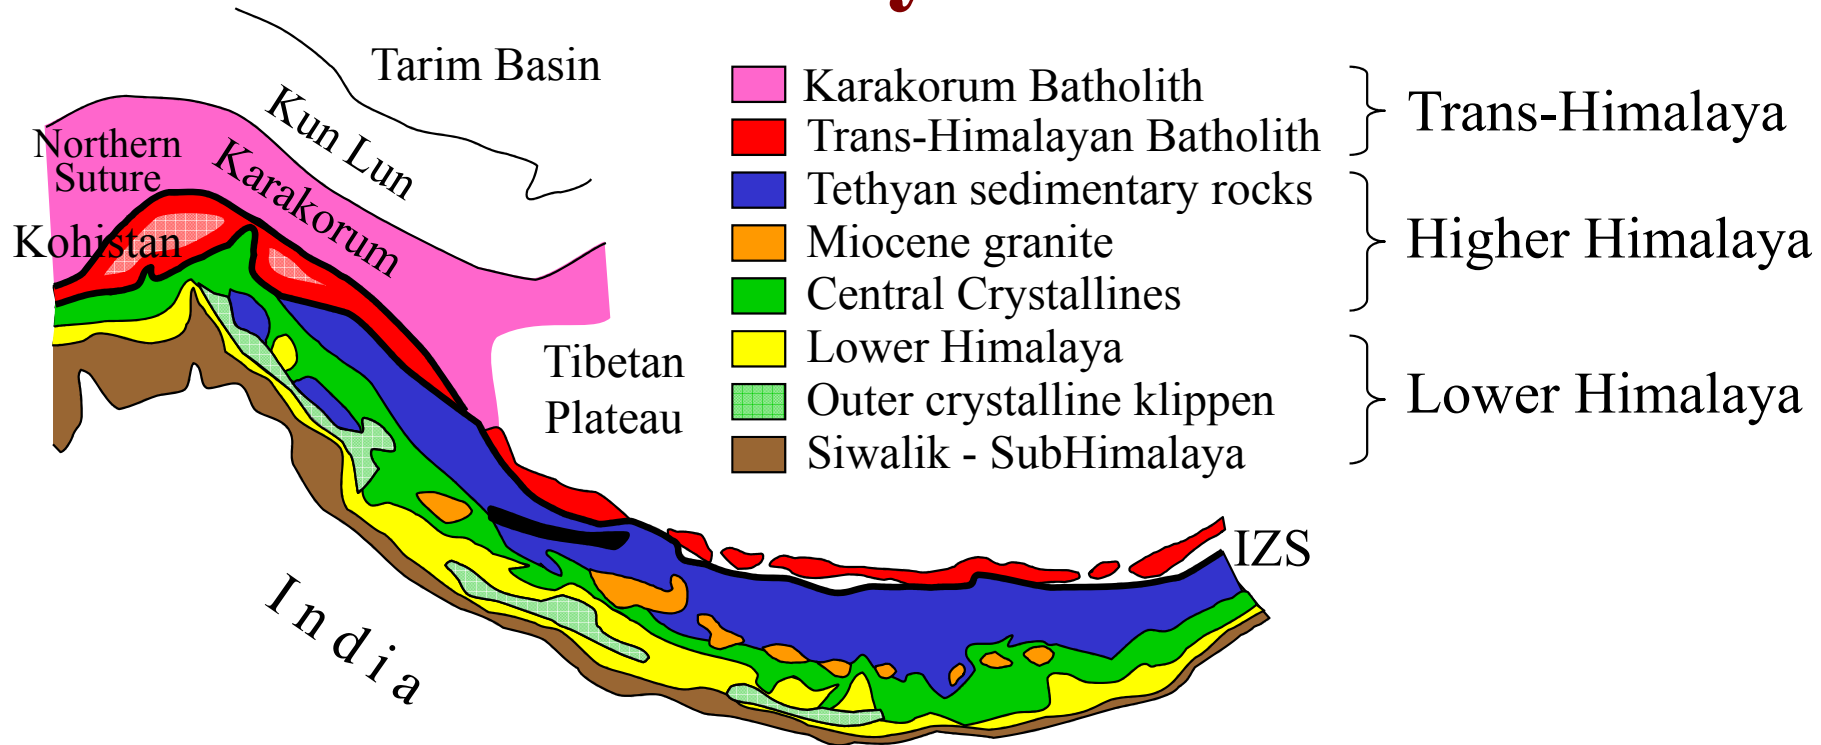 Tarim Basin
Kun Lun
Northern
Suture
Karakorum
Kohistan
Tibetan
Plateau
India
IZS
Karakorum Batholith
Trans-Himalayan Batholith
Tethyan sedimentary rocks
Miocene granite
Central Crystallines
Lower Himalaya
Outer crystalline klippen
Siwalik - SubHimalaya
Trans-Himalaya
Higher Himalaya
Lower Himalaya